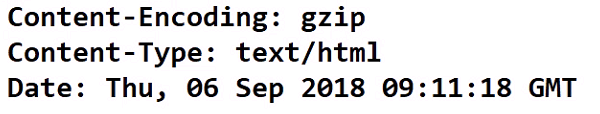 Content-Encoding: gzip
Content-Type: text/html
Date: Thu, 06 Sep 2018 09:11:18 GMT